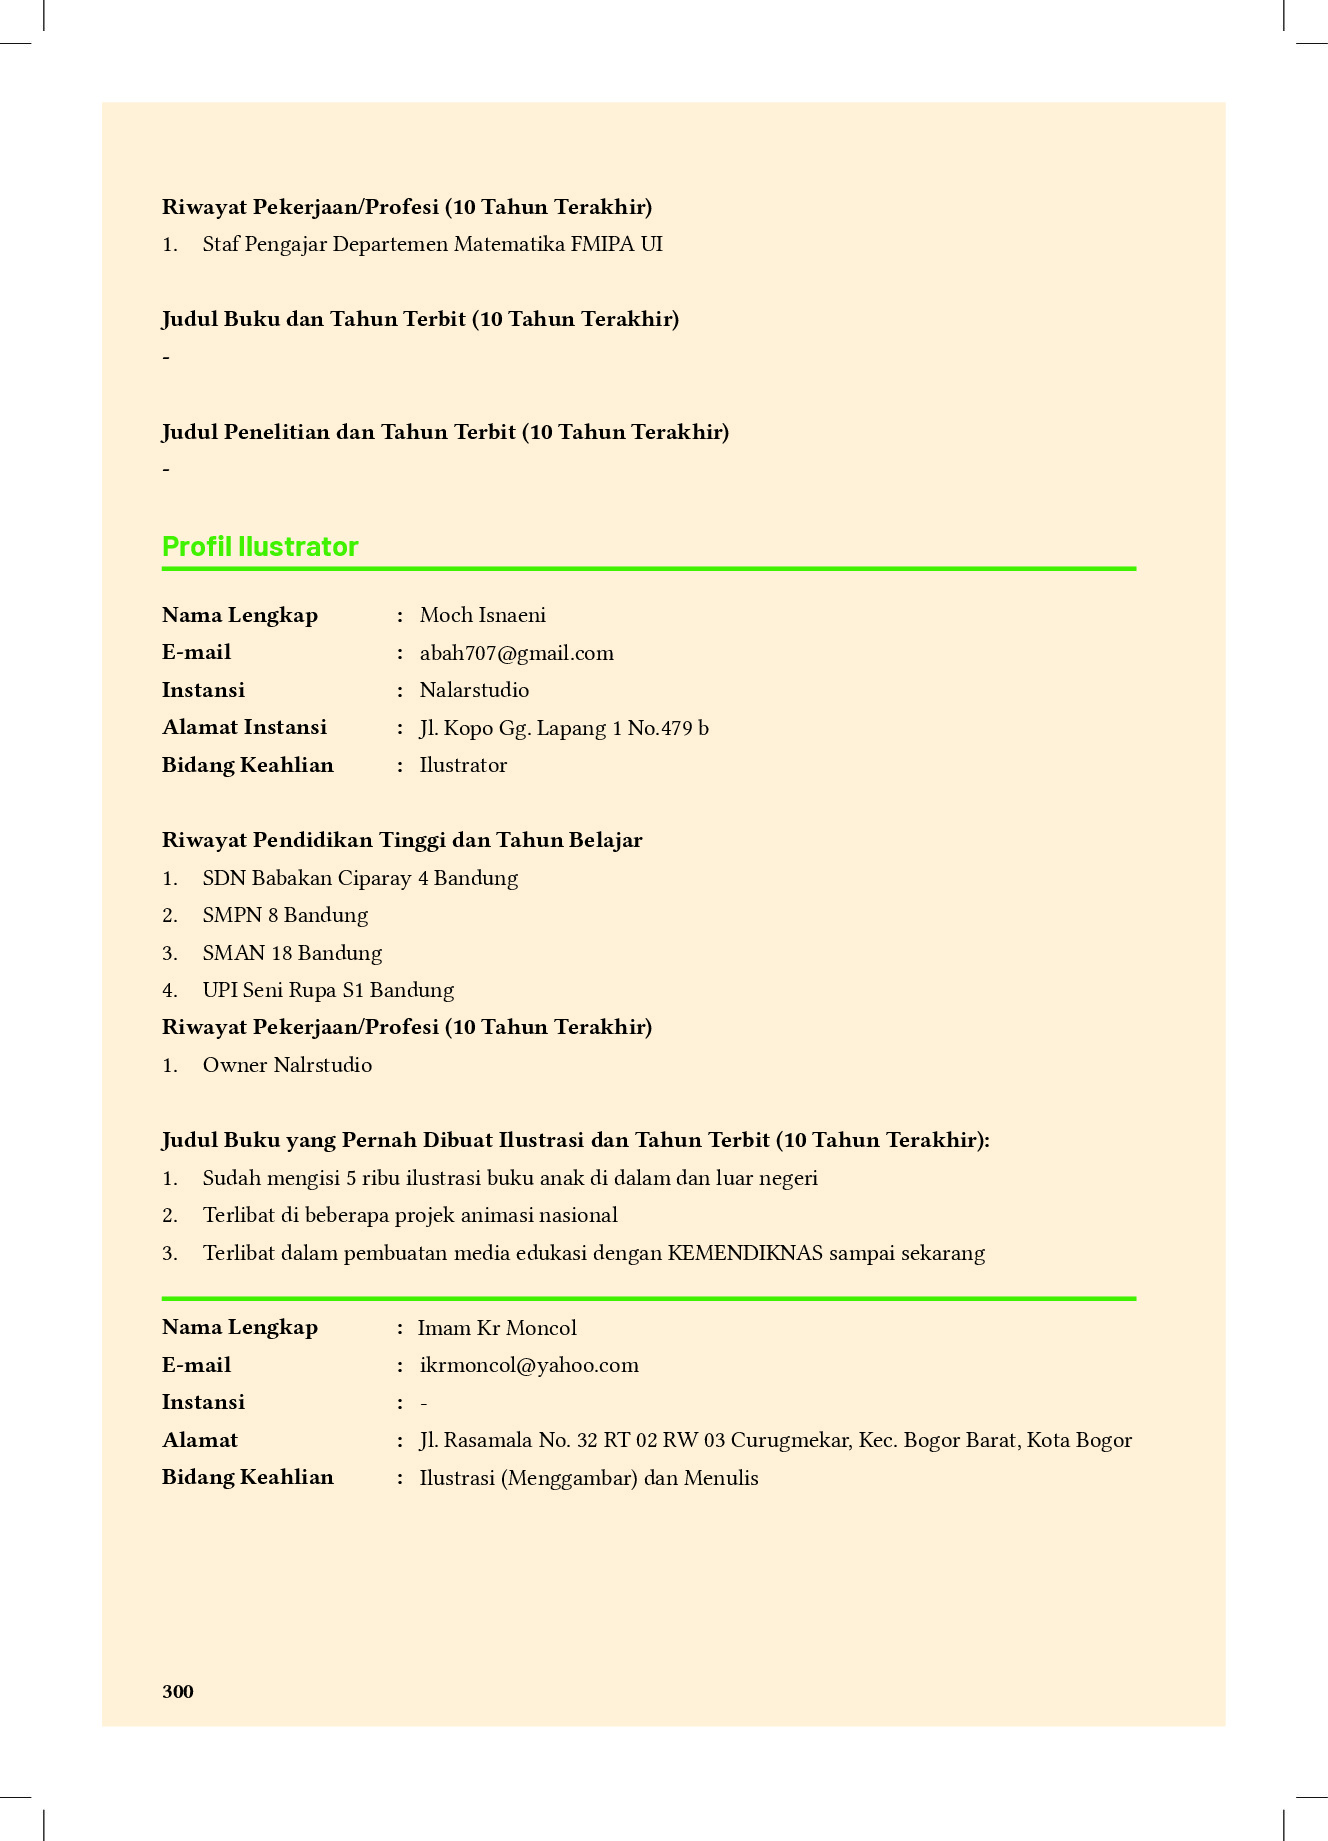 Riwayat Pekerjaan/Profesi (10 Tahun Terakhir)
1. Staf Pengajar Departemen Matematika FMIPA UI
Judul Buku dan Tahun Terbit (10 Tahun Terakhir)
-
Judul Penelitian dan Tahun Terbit (10 Tahun Terakhir)
-
Profil Ilustrator
Nama Lengkap : Moch Isnaeni
E-mail : abah707@gmail.com
Instansi : Nalarstudio
Alamat Instansi : Jl. Kopo Gg. Lapang 1 No.479 b
Bidang Keahlian : Ilustrator
Riwayat Pendidikan Tinggi dan Tahun Belajar
1. SDN Babakan Ciparay 4 Bandung
2. SMPN 8 Bandung
3. SMAN 18 Bandung
4. UPI Seni Rupa S1 Bandung
Riwayat Pekerjaan/Profesi (10 Tahun Terakhir)
1. Owner Nalrstudio
Judul Buku yang Pernah Dibuat Ilustrasi dan Tahun Terbit (10 Tahun Terakhir):
1. Sudah mengisi 5 ribu ilustrasi buku anak di dalam dan luar negeri
2. Terlibat di beberapa projek animasi nasional
3. Terlibat dalam pembuatan media edukasi dengan KEMENDIKNAS sampai sekarang
Nama Lengkap : Imam Kr Moncol
E-mail : ikrmoncol@yahoo.com
Instansi : -
Alamat : Jl. Rasamala No. 32 RT 02 RW 03 Curugmekar, Kec. Bogor Barat, Kota Bogor
Bidang Keahlian : Ilustrasi (Menggambar) dan Menulis
300